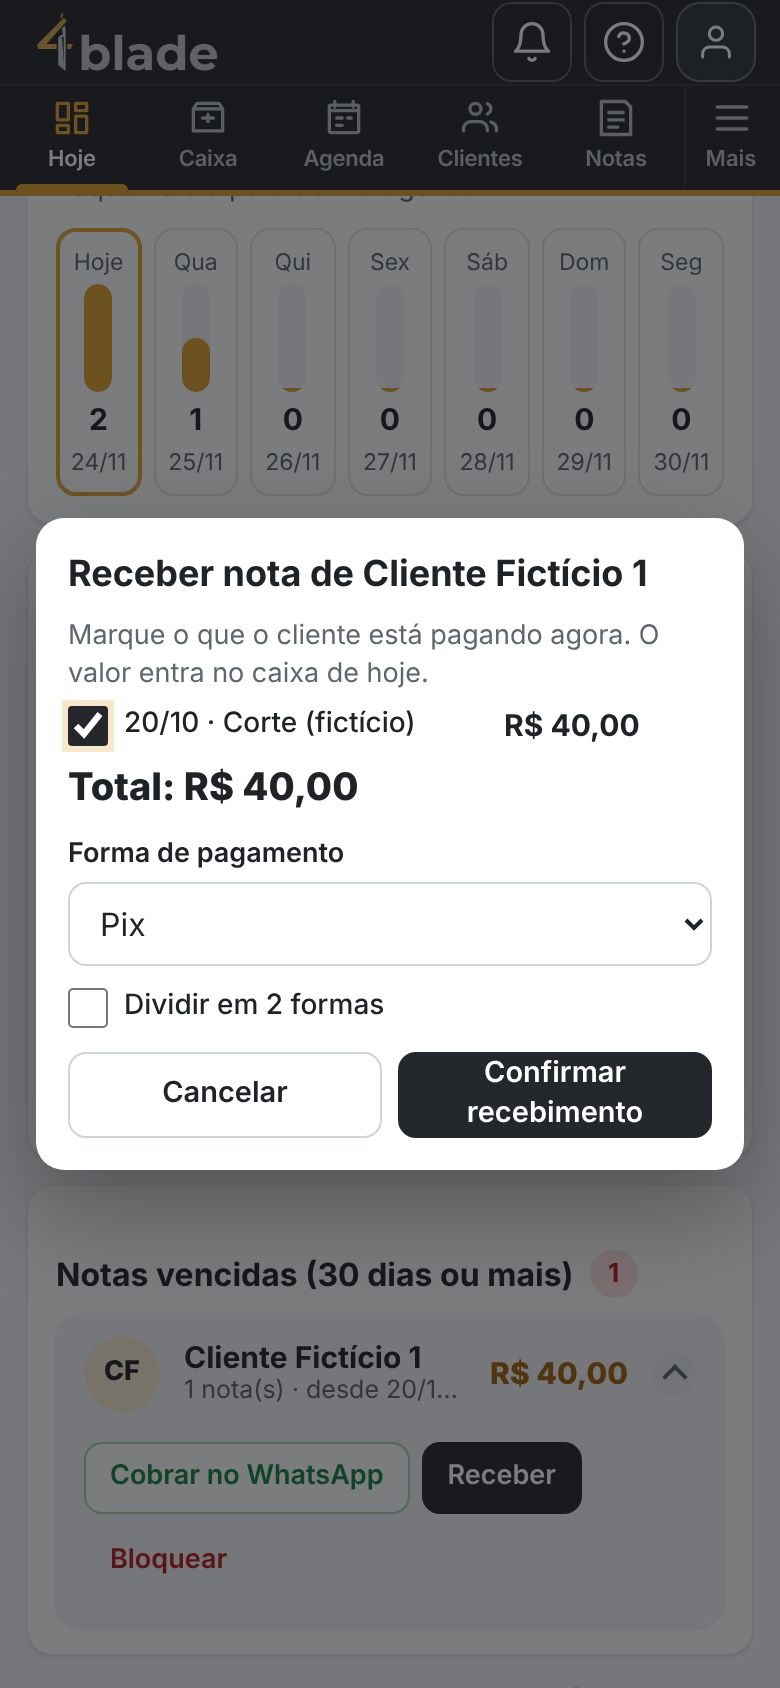 4blade
Hoje Caixa Agenda Clientes Notas Mais
Hoje Qua Qui Sex Sáb Dom Seg
2 1 0 0 0 0 0
24/11 25/11 26/11 27/11 28/11 29/11 30/11
Receber nota de Cliente Fictício 1
Marque o que o cliente está pagando agora. O
valor entra no caixa de hoje.
20/10 · Corte (fictício) R$ 40,00
Total: R$ 40,00
Forma de pagamento
Pix
Dividir em 2 formas
Cancelar
Confirmar
recebimento
Notas vencidas (30 dias ou mais) 1
CF
Cliente Fictício 1
1 nota(s) · desde 20/1...
R$ 40,00
Cobrar no WhatsApp
Receber
Bloquear